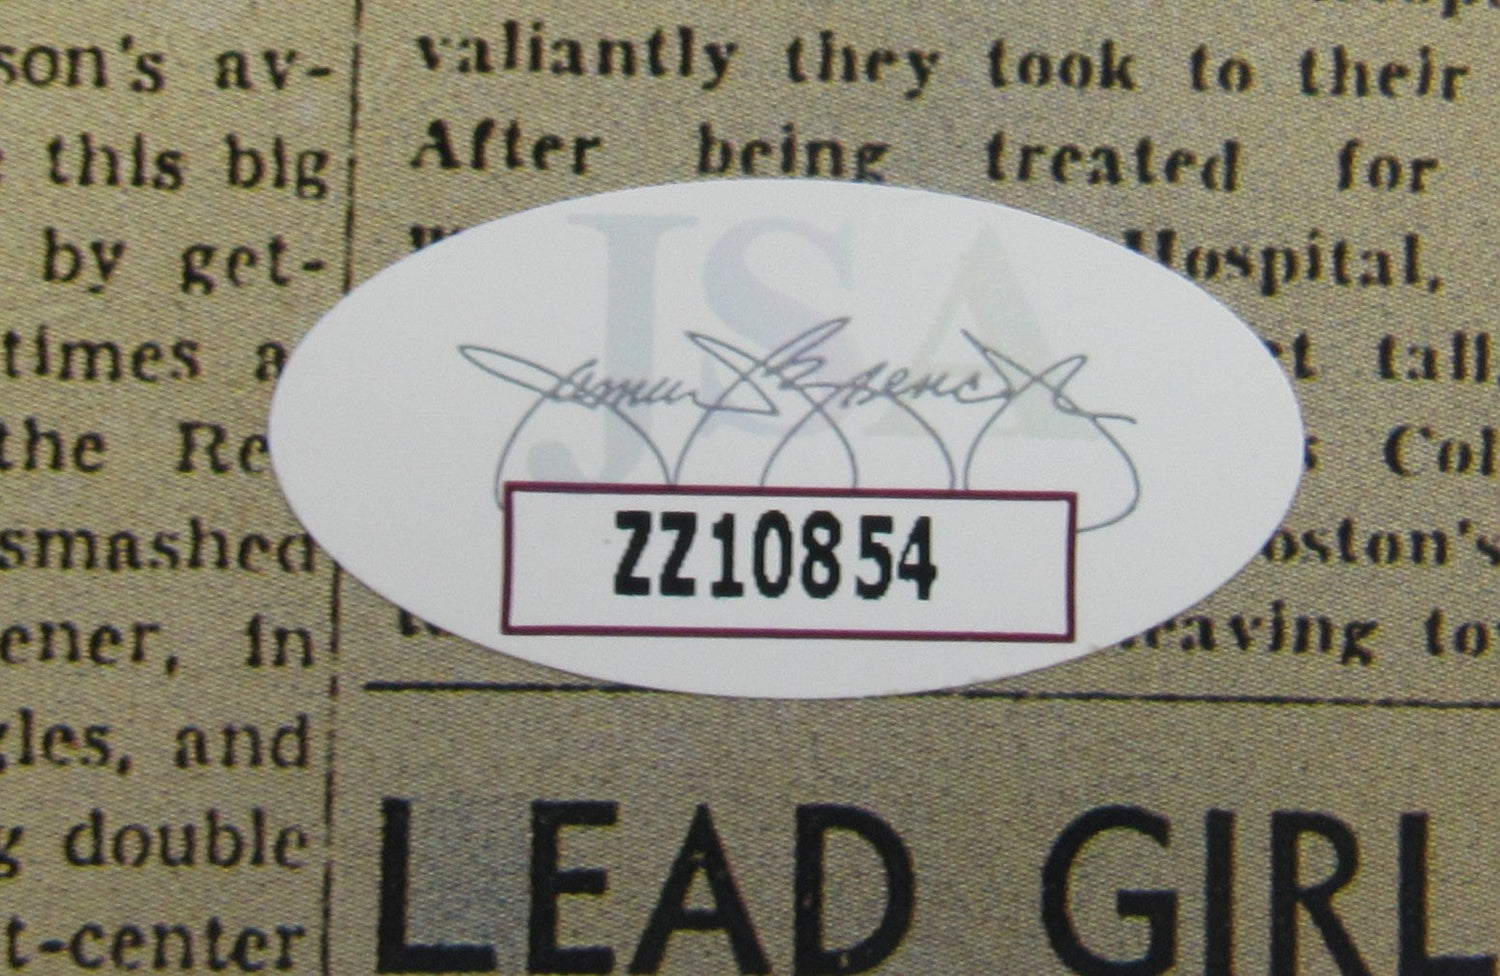 son's av-
this big
by get-
times a
the Re
smashed
ener, in
gles, and
double
t-center
valiantly they took to their
After being treated for
Hospital,
et tall
Col
oston's
eaving to
JSA
ZZ10854
LEAD GIRL